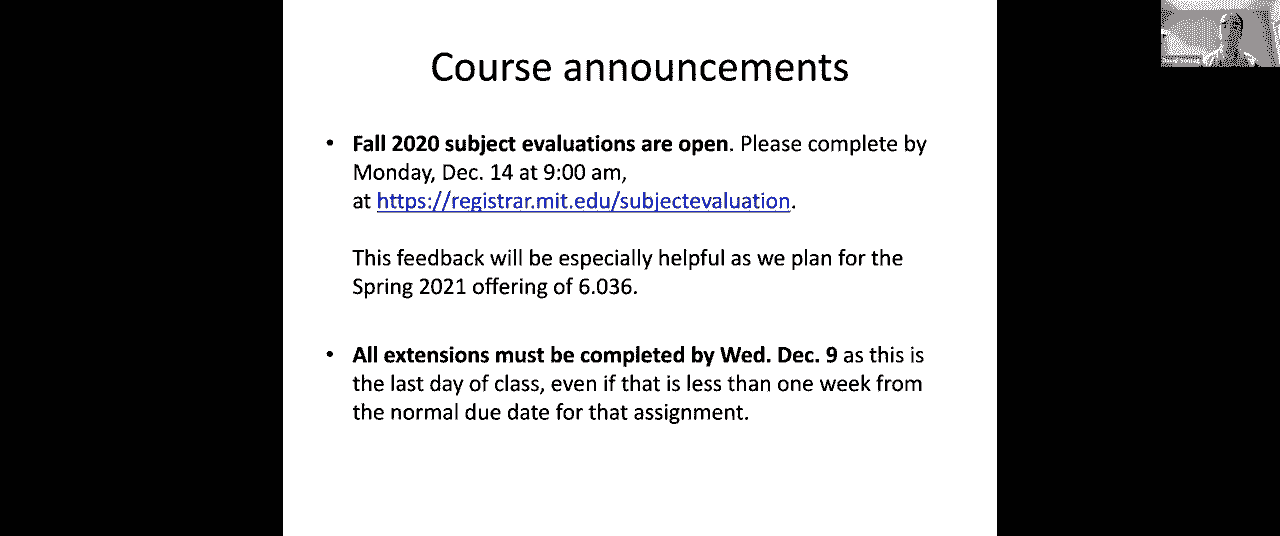 Course announcements
• Fall 2020 subject evaluations are open. Please complete by
Monday, Dec. 14 at 9:00 am,
at https://registrar.mit.edu/subjectevaluation.
This feedback will be especially helpful as we plan for the
Spring 2021 offering of 6.036.
• All extensions must be completed by Wed. Dec. 9 as this is
the last day of class, even if that is less than one week from
the normal due date for that assignment.